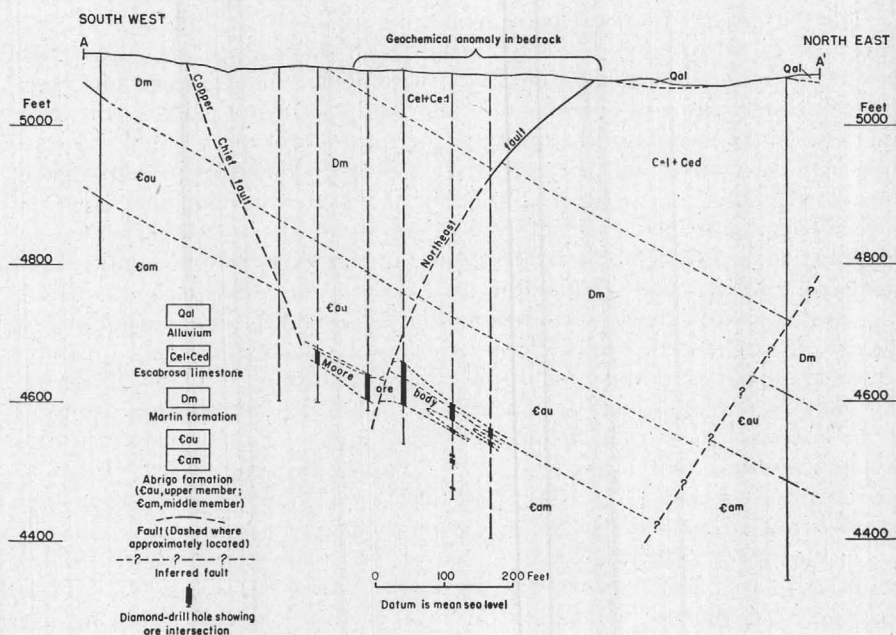 SOUTH WEST
A
Geochemical anomaly in bedrock
NORTH EAST
A'
Qal
Qal
Dm
Feet
5000
Feet
5000
Copper
Chief fault
Cel+Ce1
Dm
fault
Northeast
C=l+Ced
Єau
4800
4800
Єam
Dm
Єau
Dm
Moore
ore
body
4600
4600
Єau
Єau
Єam
Єam
4400
4400
Qal
Alluvium
Cel+Ced
Escabrosa limestone
Dm
Martin formation
Єau
Єam
Abrigo formation
(Єau, upper member;
Єam, middle member)
Fault (Dashed where
approximately located)
? ? ?
Inferred fault
Diamond-drill hole showing
ore intersection
? ? ? ? ? ?
0 100 200 Feet
Datum is mean sea level